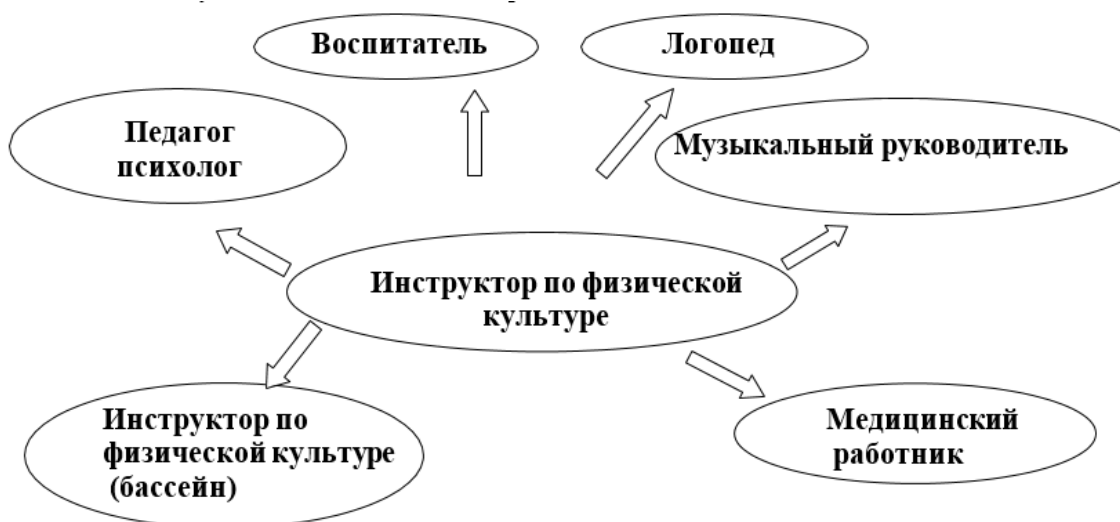 Воспитатель
Логопед
Педагог
психолог
Музыкальный руководитель
Инструктор по физической
культуре
Инструктор по
физической культуре
(бассейн)
Медицинский
работник